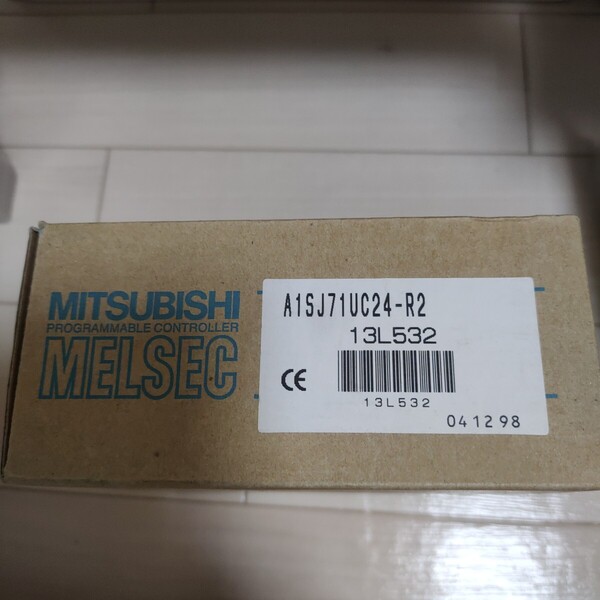 MITSUBISHI
PROGRAMMABLE CONTROLLER
MELSEC
A1SJ71UC24-R2
13L532
CE
13L532
041298